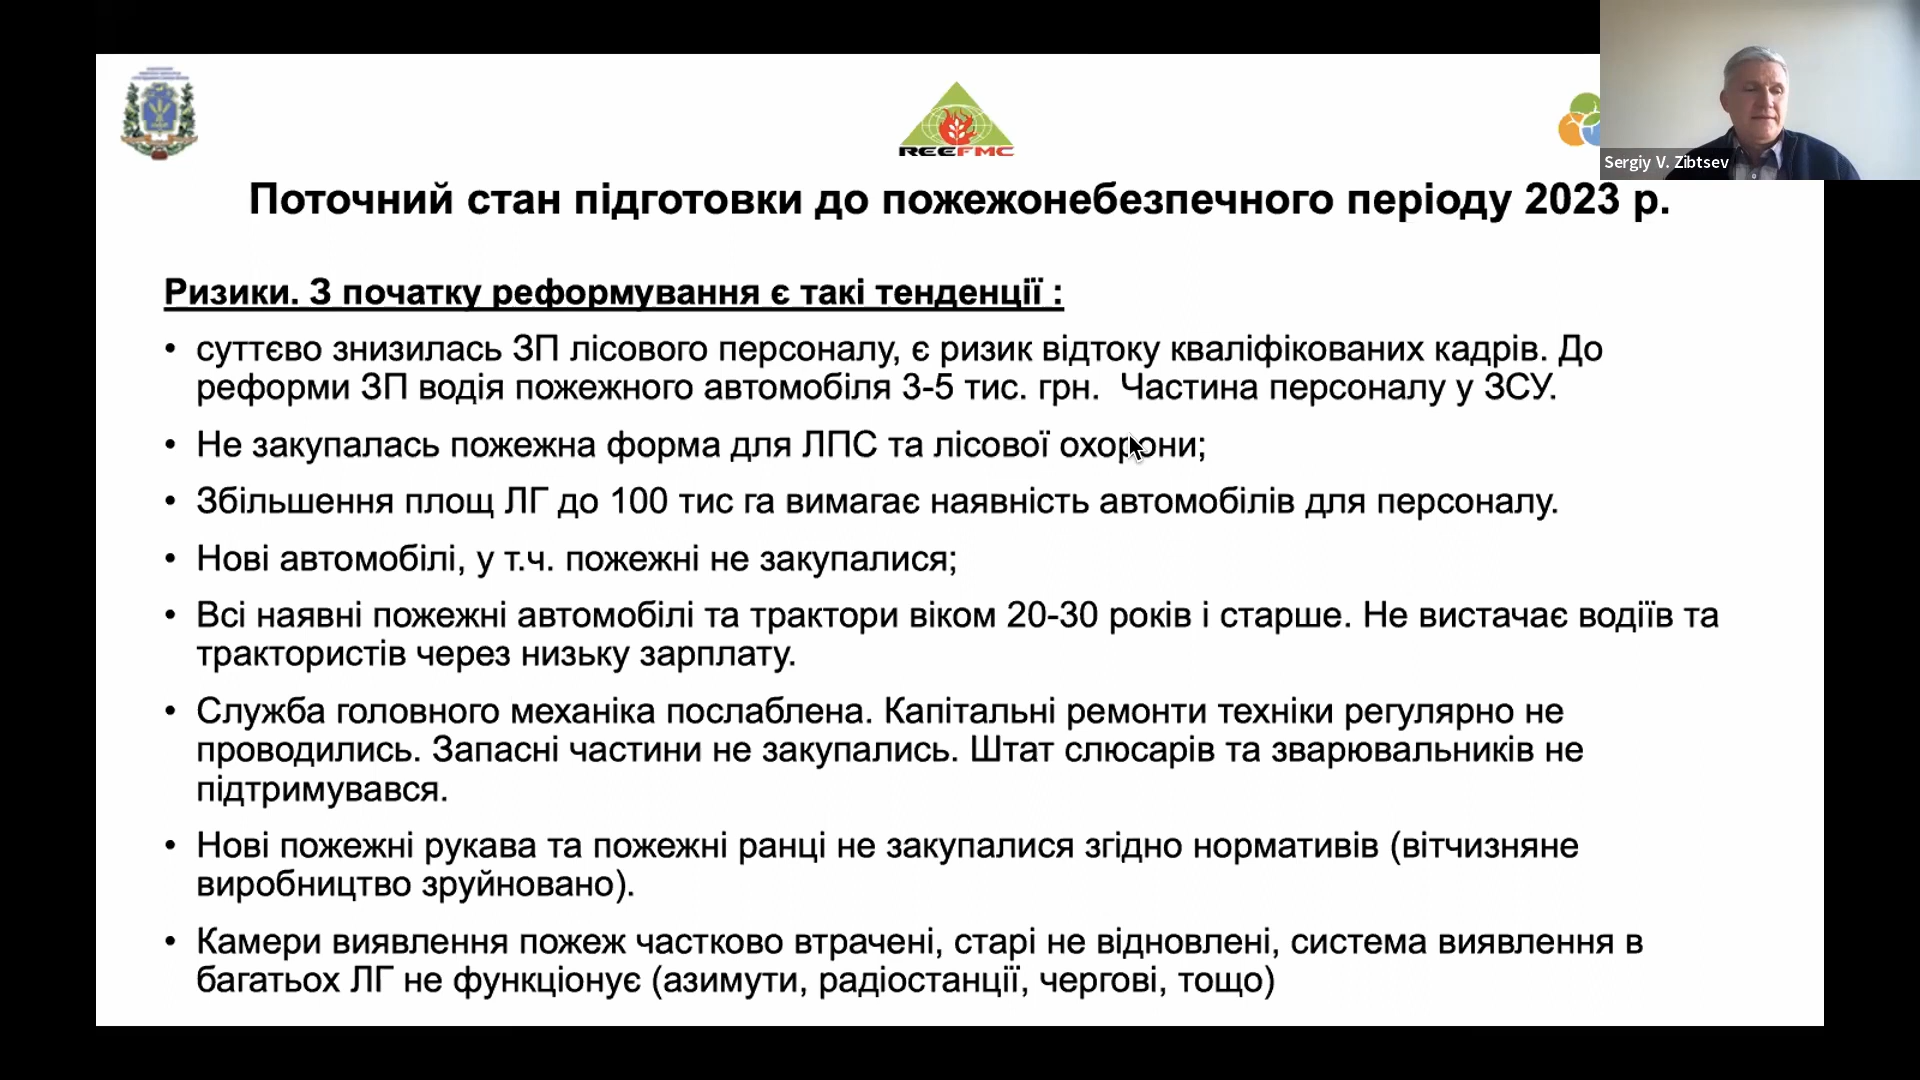 REEFMC
Sergiy V. Zibtsev
Поточний стан підготовки до пожежонебезпечного періоду 2023 р.
Ризики. З початку реформування є такі тенденції :
• суттєво знизилась ЗП лісового персоналу, є ризик відтоку кваліфікованих кадрів. До
реформи ЗП водія пожежного автомобіля 3-5 тис. грн.  Частина персоналу у ЗСУ.
• Не закупалась пожежна форма для ЛПС та лісової охорони;
• Збільшення площ ЛГ до 100 тис га вимагає наявність автомобілів для персоналу.
• Нові автомобілі, у т.ч. пожежні не закупалися;
• Всі наявні пожежні автомобілі та трактори віком 20-30 років і старше. Не вистачає водіїв та
трактористів через низьку зарплату.
• Служба головного механіка послаблена. Капітальні ремонти техніки регулярно не
проводились. Запасні частини не закупались. Штат слюсарів та зварювальників не
підтримувався.
• Нові пожежні рукава та пожежні ранці не закупалися згідно нормативів (вітчизняне
виробництво зруйновано).
• Камери виявлення пожеж частково втрачені, старі не відновлені, система виявлення в
багатьох ЛГ не функціонує (азимути, радіостанції, чергові, тощо)